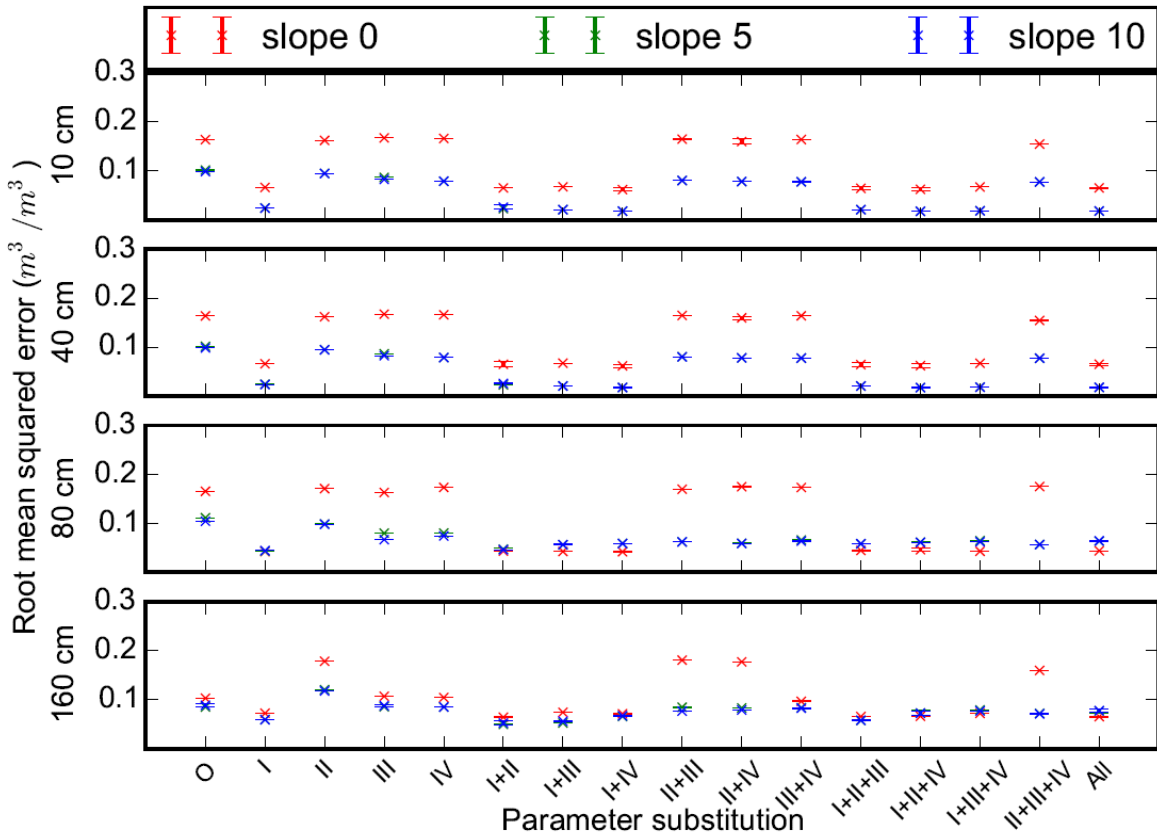 slope 0 slope 5 slope 10
Root mean squared error (m³/m³)
10 cm
0.3
0.2
0.1
40 cm
0.3
0.2
0.1
80 cm
0.3
0.2
0.1
160 cm
0.3
0.2
0.1
O I II III IV I+II I+III I+IV II+III II+IV III+IV I+II+III I+II+IV I+III+IV II+III+IV All
Parameter substitution